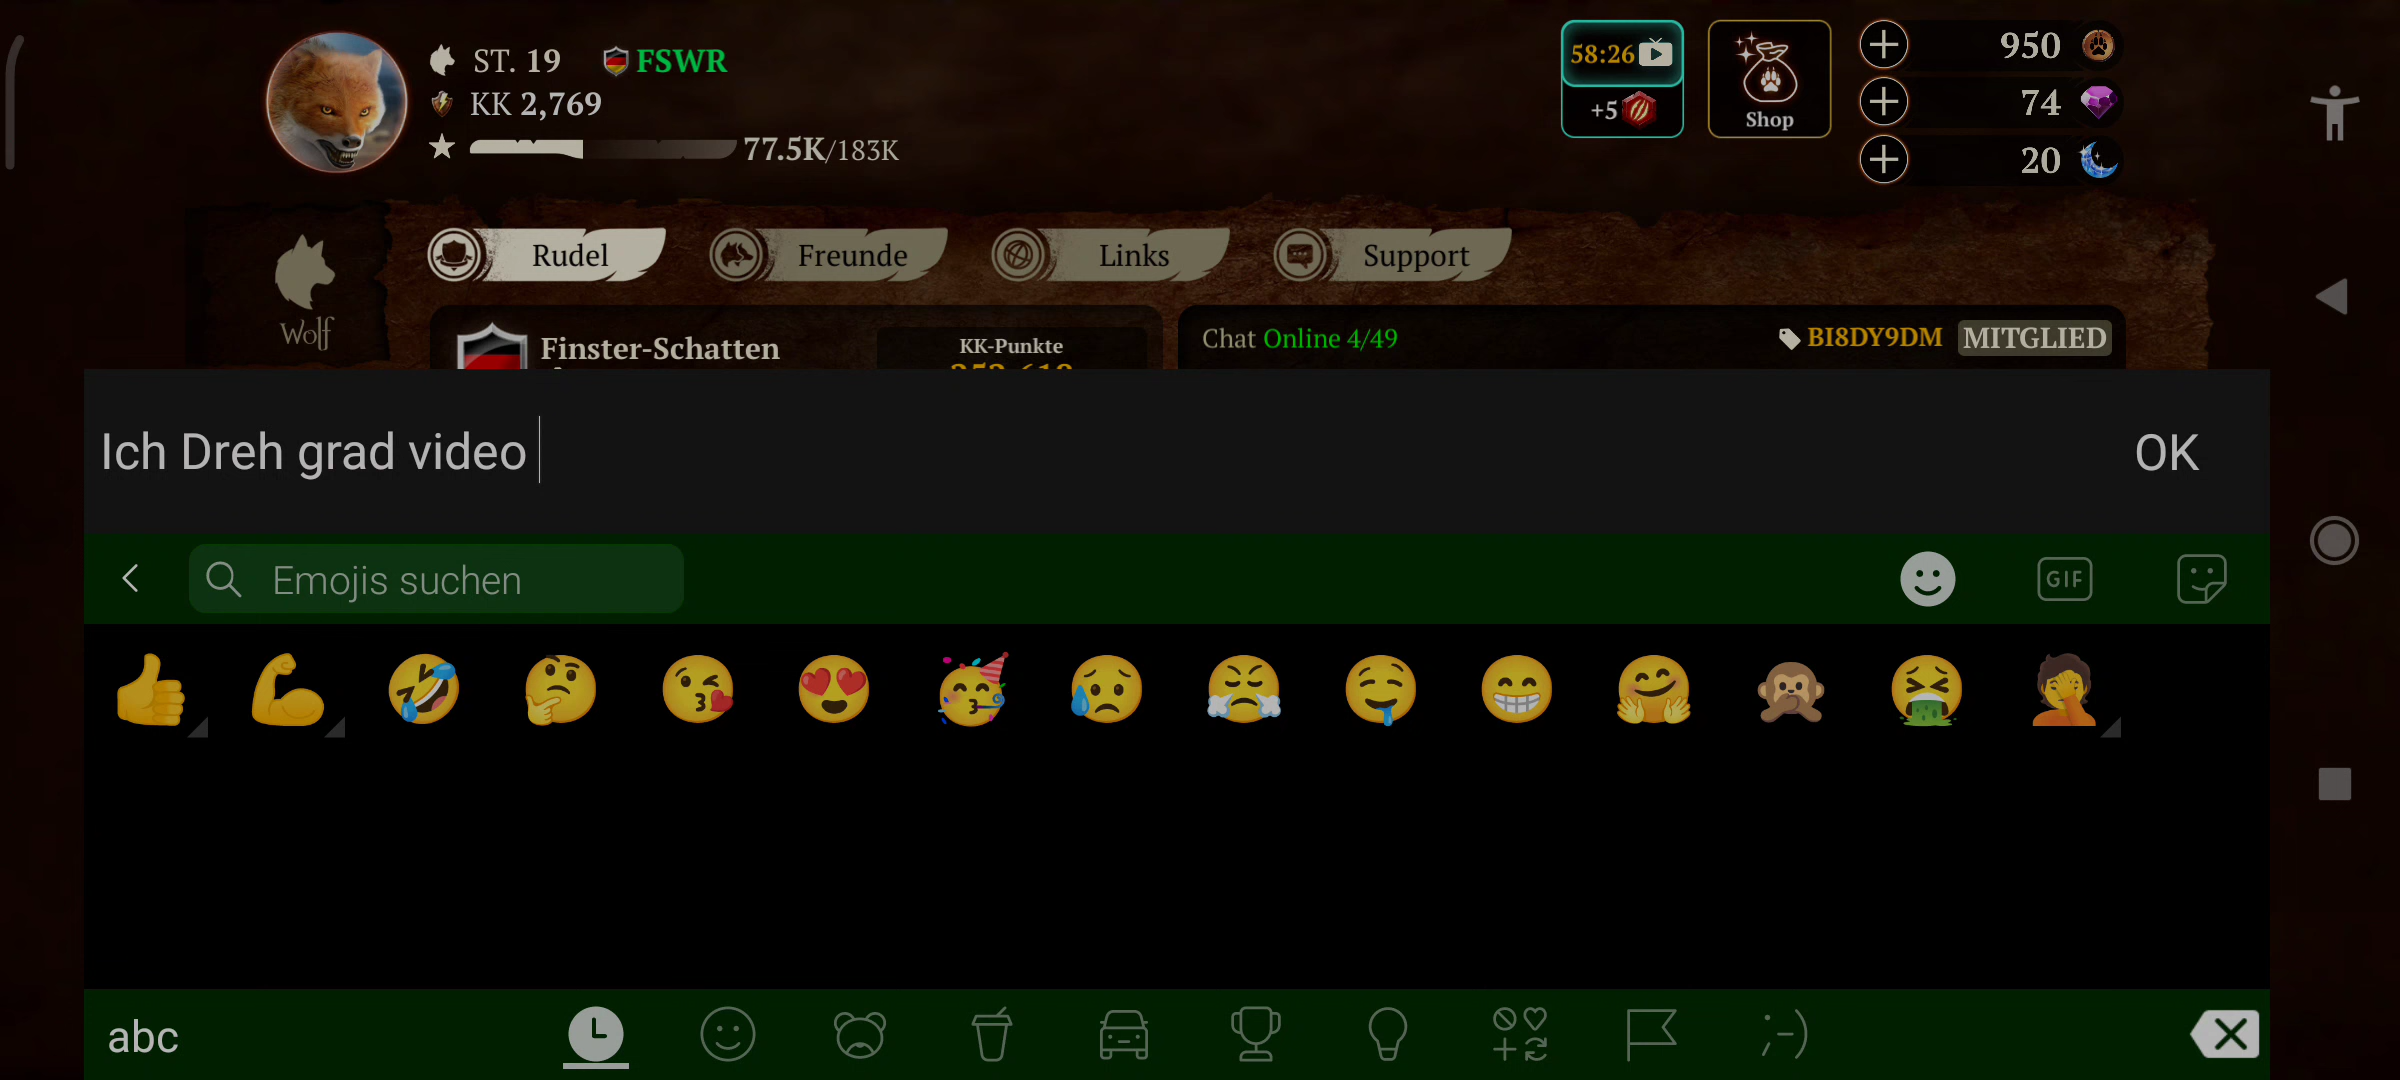 ST. 19 FSWR
KK 2,769
77.5K/183K
58:26
+5
Shop
950
74
20
Wolf
Rudel Freunde Links Support
Finster-Schatten
KK-Punkte
Chat Online 4/49
BI8DY9DM MITGLIED
Ich Dreh grad video
OK
Emojis suchen
GIF
abc
;-)